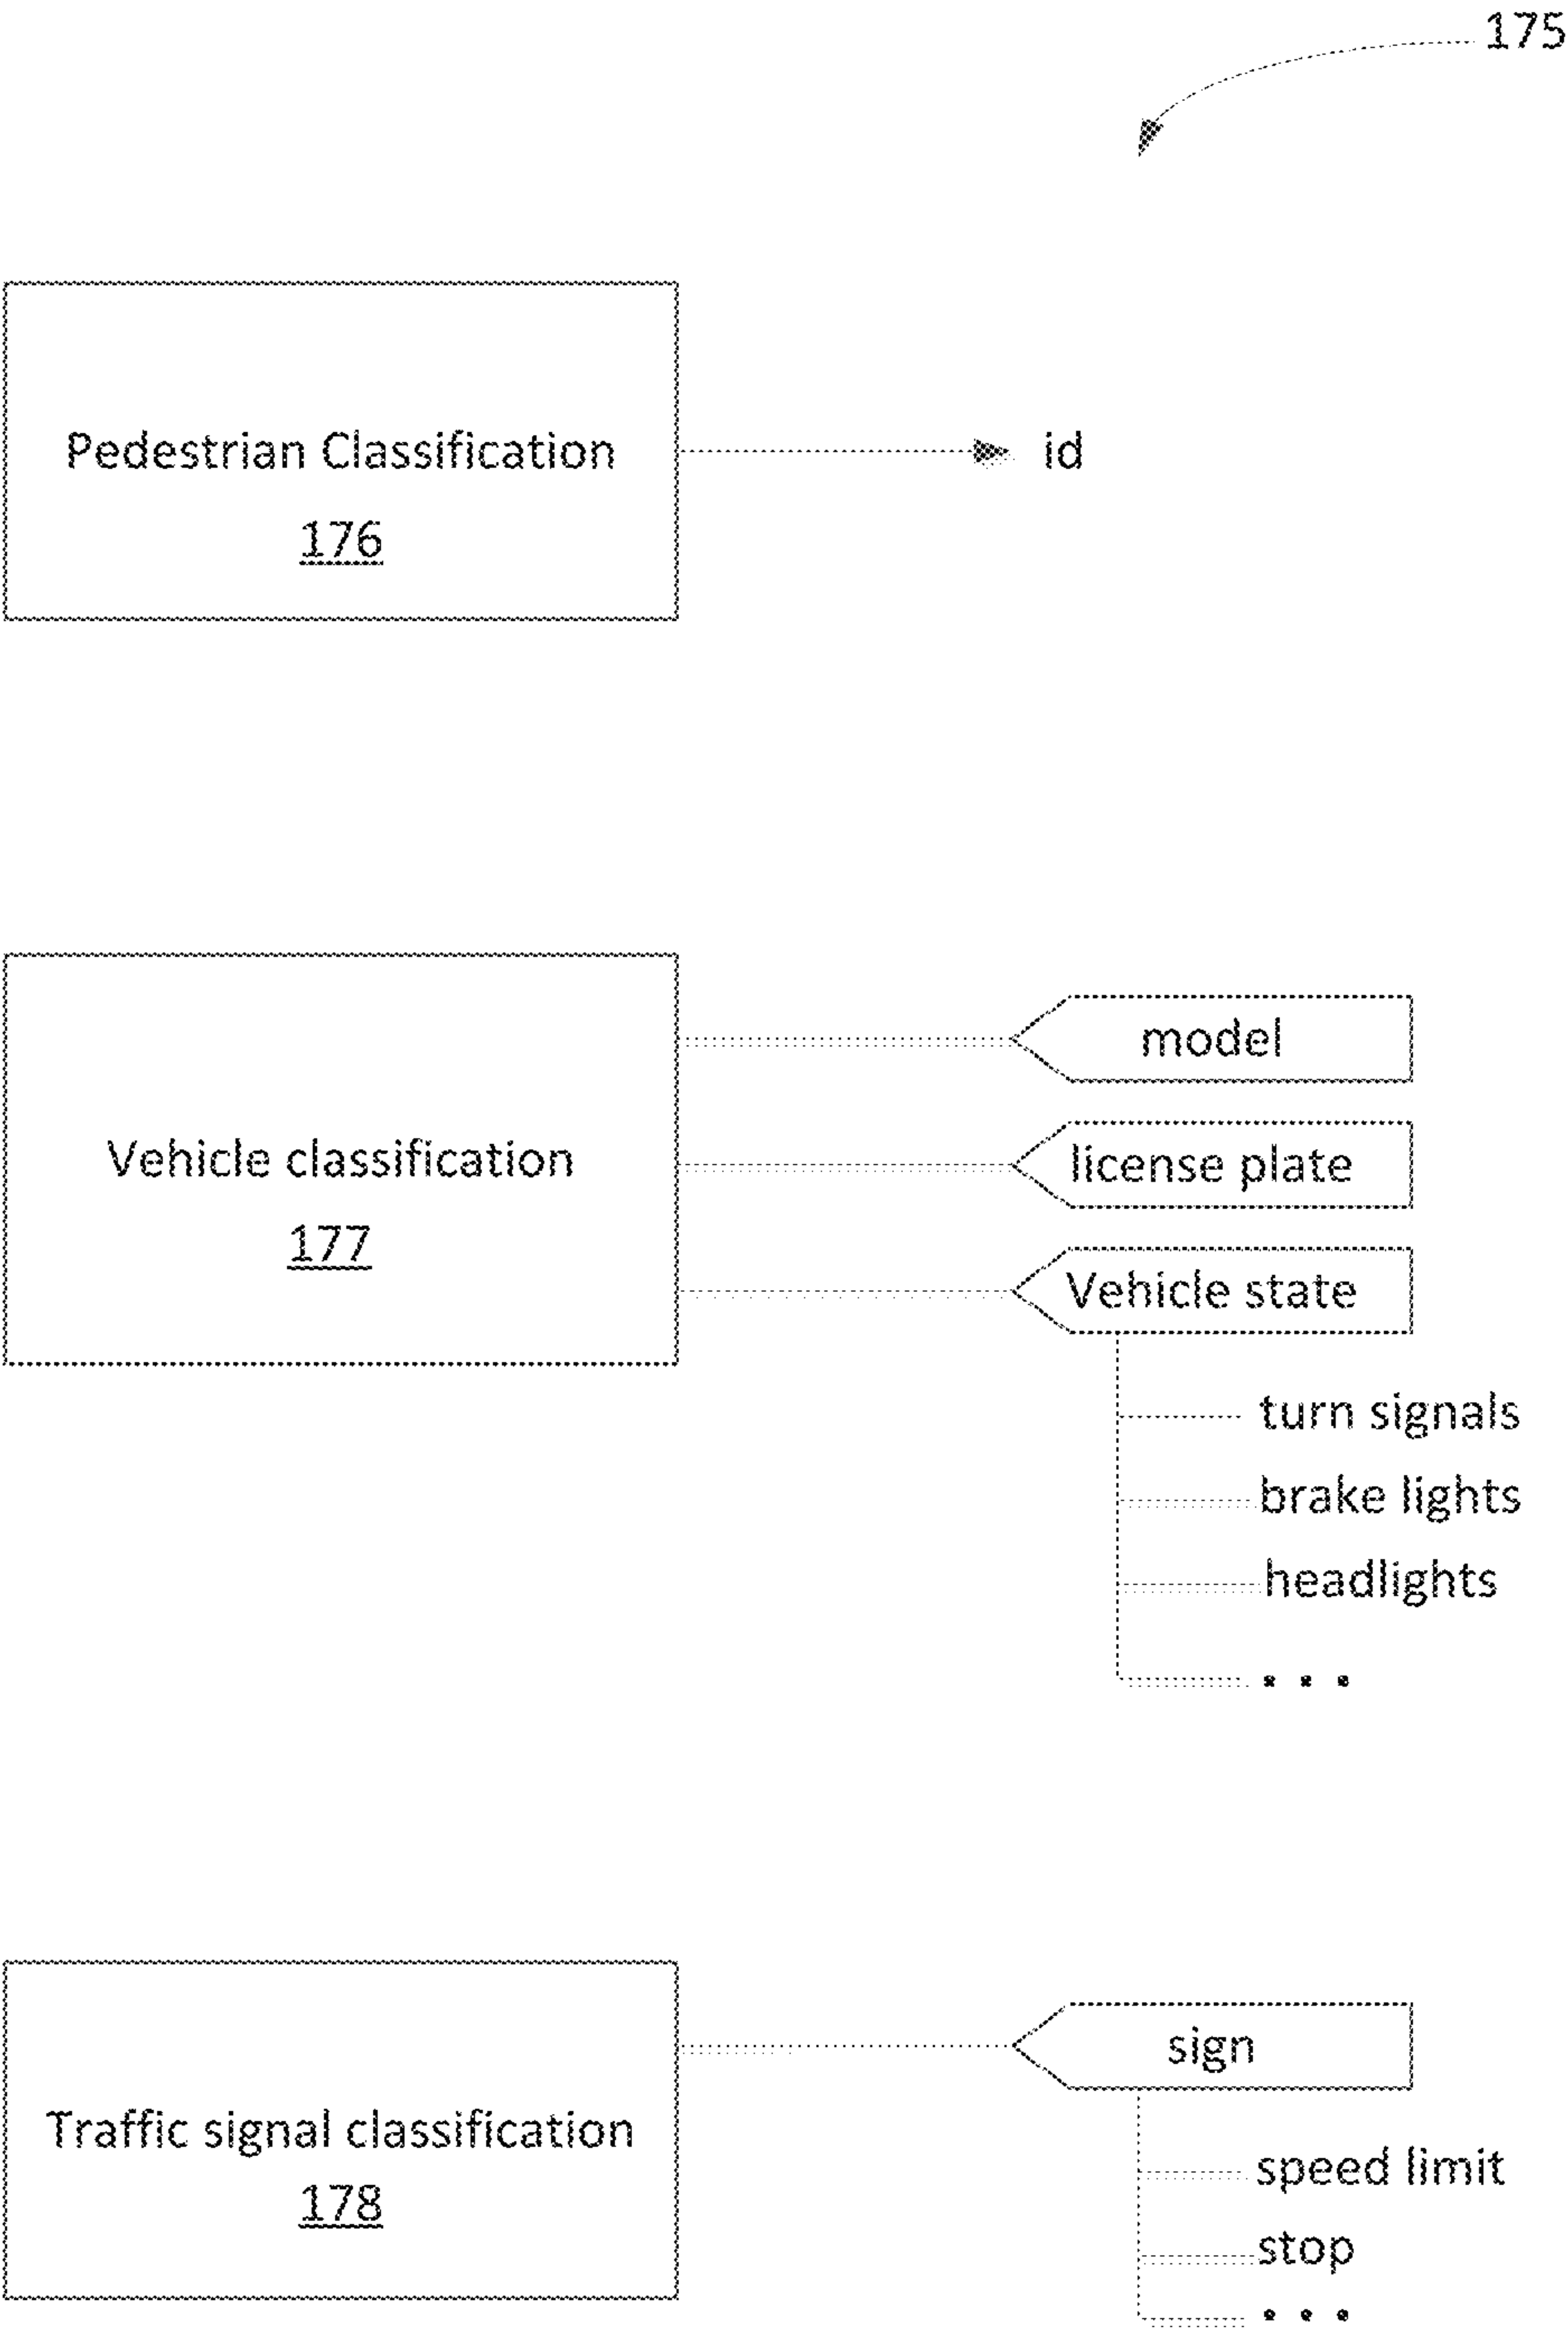 175
Pedestrian Classification
176
id
Vehicle classification
177
model
license plate
Vehicle state
turn signals
brake lights
headlights
. . .
Traffic signal classification
178
sign
speed limit
stop
. . .